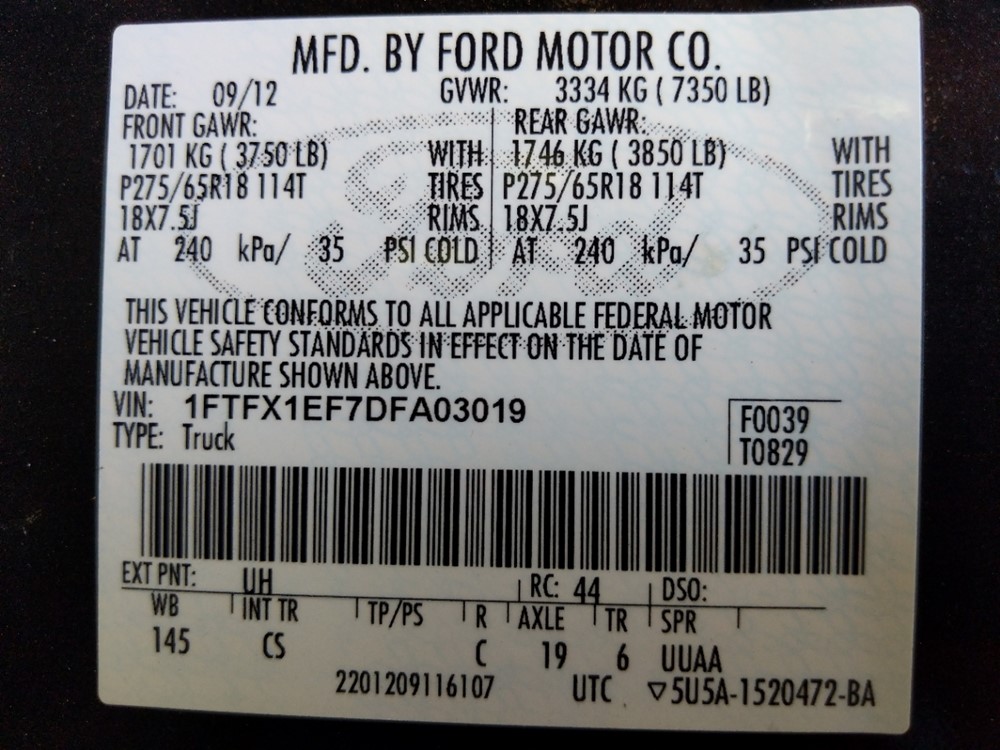 MFD. BY FORD MOTOR CO.
DATE: 09/12 GVWR: 3334 KG ( 7350 LB)
FRONT GAWR: REAR GAWR:
1701 KG ( 3750 LB) WITH 1746 KG ( 3850 LB) WITH
P275/65R18 114T TIRES P275/65R18 114T TIRES
18X7.5J RIMS 18X7.5J RIMS
AT 240 kPa/ 35 PSI COLD AT 240 kPa/ 35 PSI COLD
Ford
THIS VEHICLE CONFORMS TO ALL APPLICABLE FEDERAL MOTOR
VEHICLE SAFETY STANDARDS IN EFFECT ON THE DATE OF
MANUFACTURE SHOWN ABOVE.
VIN: 1FTFX1EF7DFA03019 F0039
TYPE: Truck T0829
EXT PNT: UH RC: 44 DSO:
WB INT TR TP/PS R AXLE TR SPR
145 CS C 19 6 UUAA
2201209116107 UTC ▽5U5A-1520472-BA